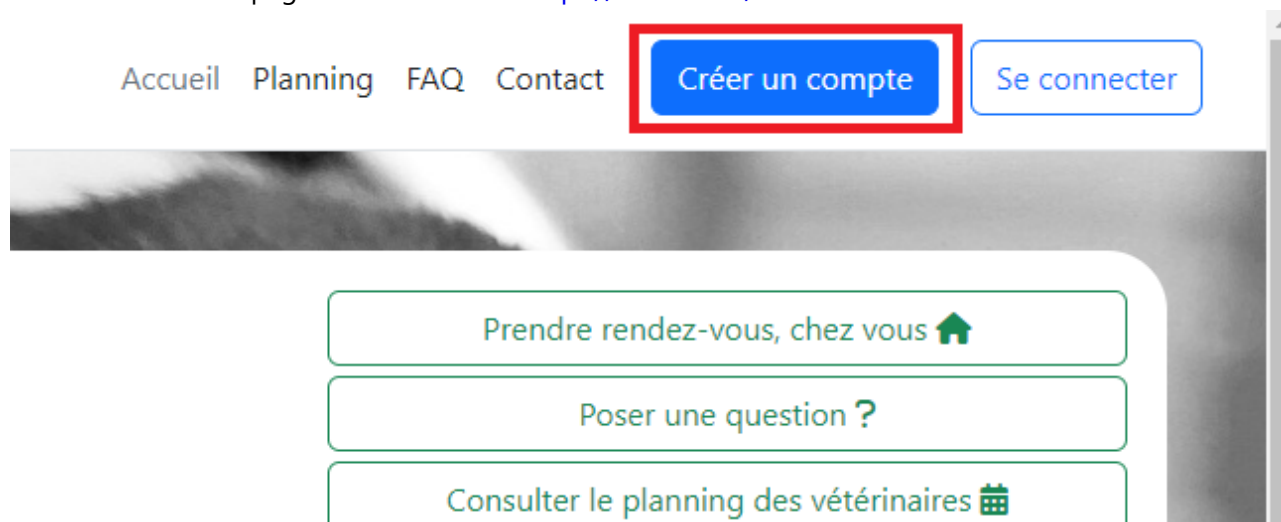 Accueil Planning FAQ Contact Créer un compte Se connecter
Prendre rendez-vous, chez vous
Poser une question ?
Consulter le planning des vétérinaires